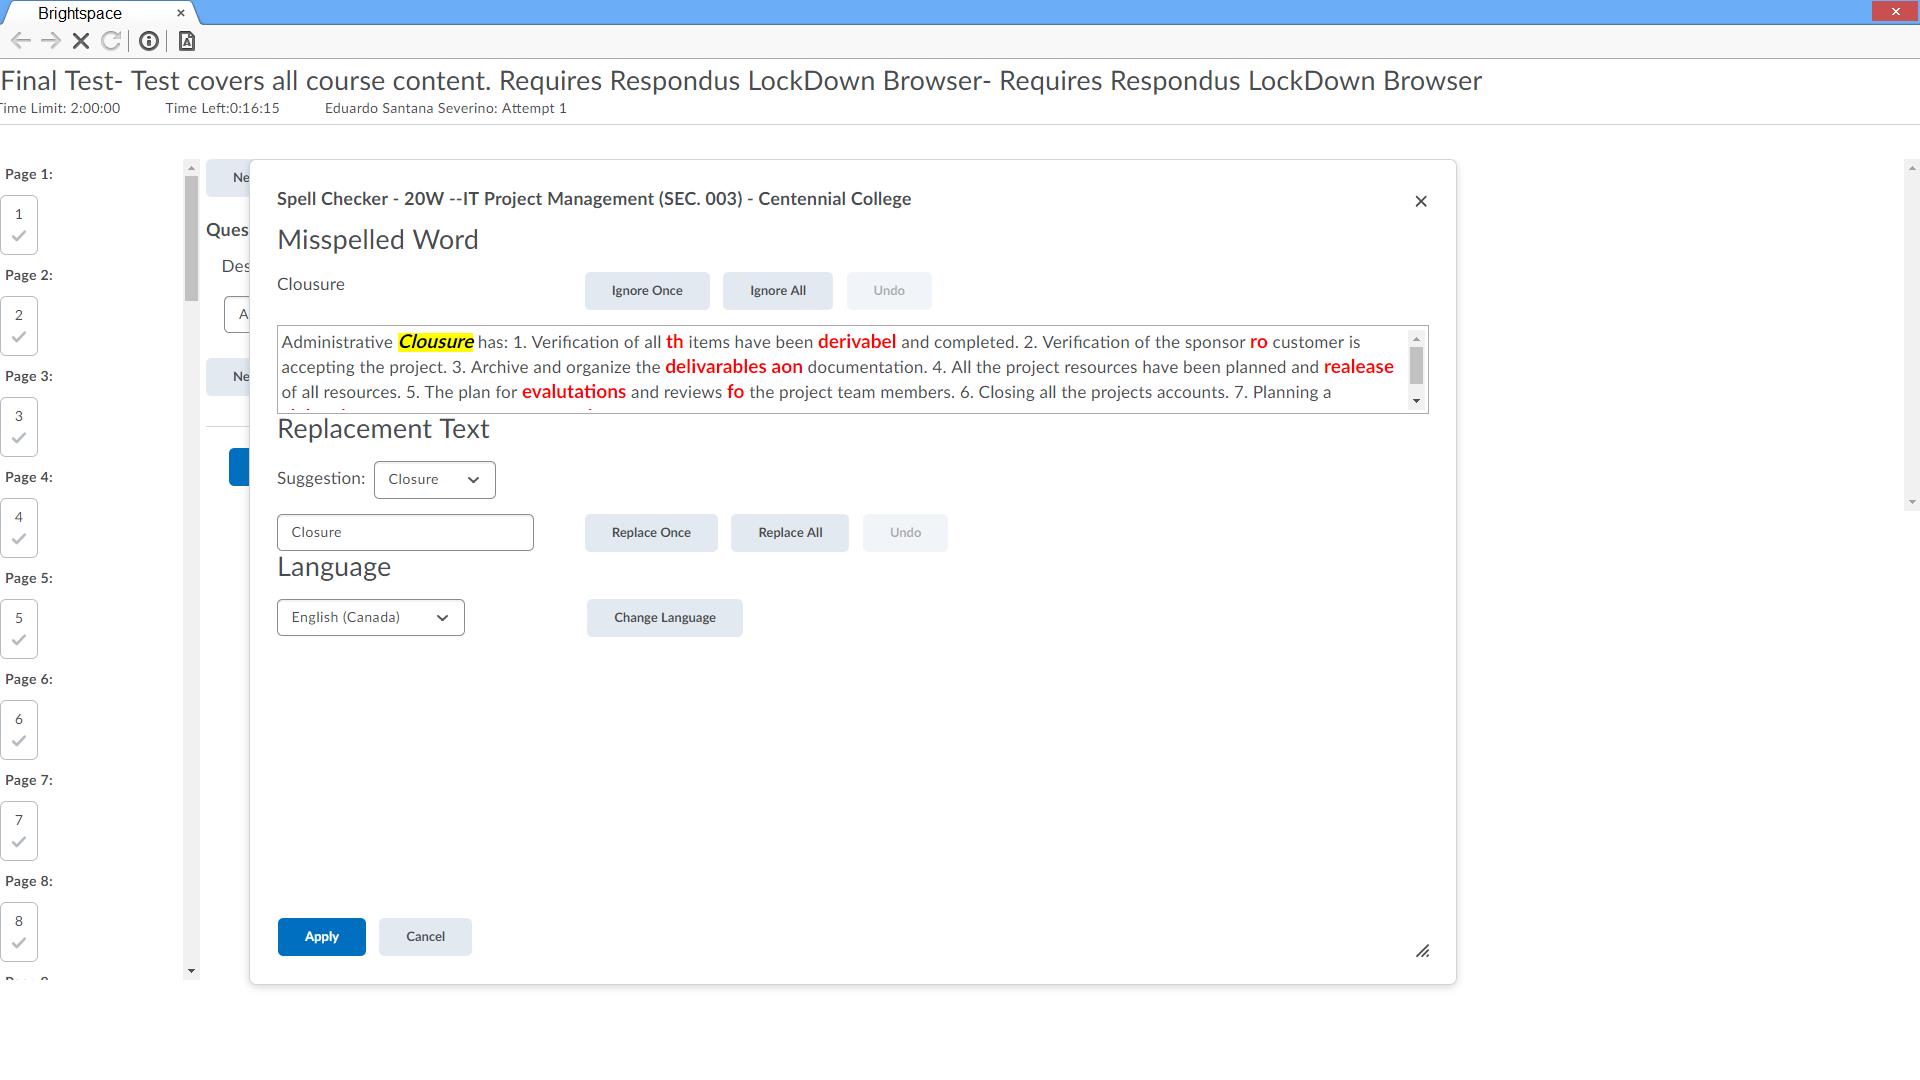 Brightspace
Final Test- Test covers all course content. Requires Respondus LockDown Browser- Requires Respondus LockDown Browser
Time Limit: 2:00:00 Time Left:0:16:15 Eduardo Santana Severino: Attempt 1
Page 1:
1
Page 2:
2
Page 3:
3
Page 4:
4
Page 5:
5
Page 6:
6
Page 7:
7
Page 8:
8
Ne
Ques
Des
A
Ne
Spell Checker - 20W --IT Project Management (SEC. 003) - Centennial College
Misspelled Word
Clousure Ignore Once Ignore All Undo
Administrative Clousure has: 1. Verification of all th items have been derivabel and completed. 2. Verification of the sponsor ro customer is
accepting the project. 3. Archive and organize the delivarables aon documentation. 4. All the project resources have been planned and realease
of all resources. 5. The plan for evalutations and reviews fo the project team members. 6. Closing all the projects accounts. 7. Planning a
Replacement Text
Suggestion: Closure
Closure Replace Once Replace All Undo
Language
English (Canada) Change Language
Apply Cancel